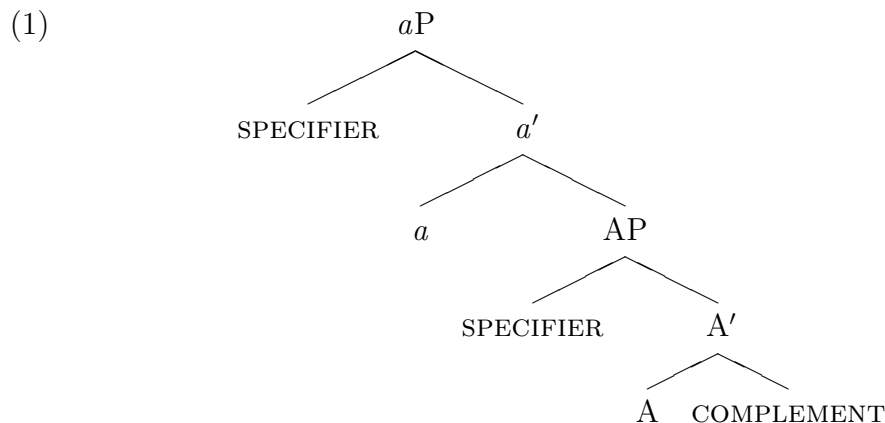 (1) aP
SPECIFIER a′
a AP
SPECIFIER A′
A COMPLEMENT